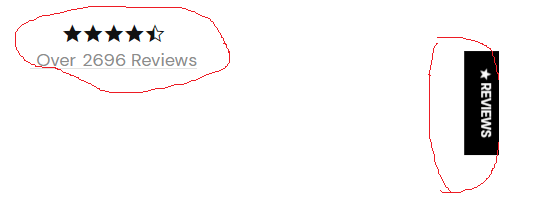 ★★★★⯪
Over 2696 Reviews
★ REVIEWS